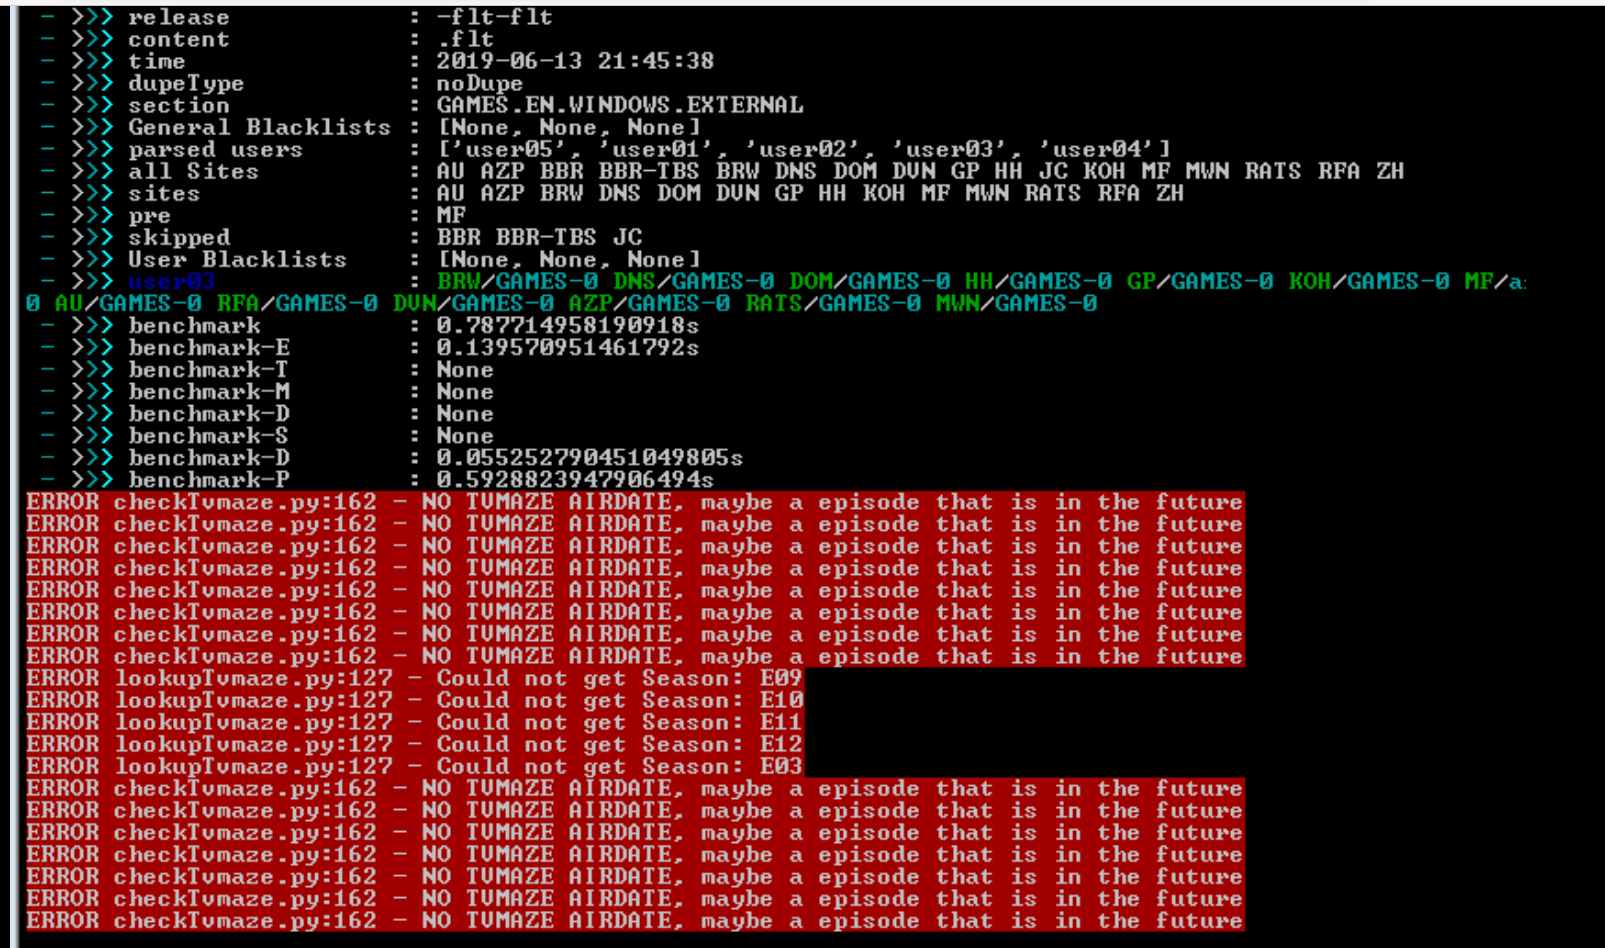 - >>> release : -flt-flt
- >>> content : .flt
- >>> time : 2019-06-13 21:45:38
- >>> dupeType : noDupe
- >>> section : GAMES.EN.WINDOWS.EXTERNAL
- >>> General Blacklists : [None, None, None]
- >>> parsed users : ['user05', 'user01', 'user02', 'user03', 'user04']
- >>> all Sites : AU AZP BBR BBR-TBS BRW DNS DOM DVN GP HH JC KOH MF MWN RATS RFA ZH
- >>> sites : AU AZP BRW DNS DOM DVN GP HH KOH MF MWN RATS RFA ZH
- >>> pre : MF
- >>> skipped : BBR BBR-TBS JC
- >>> User Blacklists : [None, None, None]
- >>> user03 : BRW/GAMES-0 DNS/GAMES-0 DOM/GAMES-0 HH/GAMES-0 GP/GAMES-0 KOH/GAMES-0 MF/a
0 AU/GAMES-0 RFA/GAMES-0 DVN/GAMES-0 AZP/GAMES-0 RATS/GAMES-0 MWN/GAMES-0
- >>> benchmark : 0.787714958190918s
- >>> benchmark-E : 0.139570951461792s
- >>> benchmark-T : None
- >>> benchmark-M : None
- >>> benchmark-D : None
- >>> benchmark-S : None
- >>> benchmark-D : 0.055252790451049805s
- >>> benchmark-P : 0.5928823947906494s
ERROR checkTvmaze.py:162 - NO TVMAZE AIRDATE, maybe a episode that is in the future
ERROR checkTvmaze.py:162 - NO TVMAZE AIRDATE, maybe a episode that is in the future
ERROR checkTvmaze.py:162 - NO TVMAZE AIRDATE, maybe a episode that is in the future
ERROR checkTvmaze.py:162 - NO TVMAZE AIRDATE, maybe a episode that is in the future
ERROR checkTvmaze.py:162 - NO TVMAZE AIRDATE, maybe a episode that is in the future
ERROR checkTvmaze.py:162 - NO TVMAZE AIRDATE, maybe a episode that is in the future
ERROR checkTvmaze.py:162 - NO TVMAZE AIRDATE, maybe a episode that is in the future
ERROR checkTvmaze.py:162 - NO TVMAZE AIRDATE, maybe a episode that is in the future
ERROR lookupTvmaze.py:127 - Could not get Season: E09
ERROR lookupTvmaze.py:127 - Could not get Season: E10
ERROR lookupTvmaze.py:127 - Could not get Season: E11
ERROR lookupTvmaze.py:127 - Could not get Season: E12
ERROR lookupTvmaze.py:127 - Could not get Season: E03
ERROR checkTvmaze.py:162 - NO TVMAZE AIRDATE, maybe a episode that is in the future
ERROR checkTvmaze.py:162 - NO TVMAZE AIRDATE, maybe a episode that is in the future
ERROR checkTvmaze.py:162 - NO TVMAZE AIRDATE, maybe a episode that is in the future
ERROR checkTvmaze.py:162 - NO TVMAZE AIRDATE, maybe a episode that is in the future
ERROR checkTvmaze.py:162 - NO TVMAZE AIRDATE, maybe a episode that is in the future
ERROR checkTvmaze.py:162 - NO TVMAZE AIRDATE, maybe a episode that is in the future
ERROR checkTvmaze.py:162 - NO TVMAZE AIRDATE, maybe a episode that is in the future